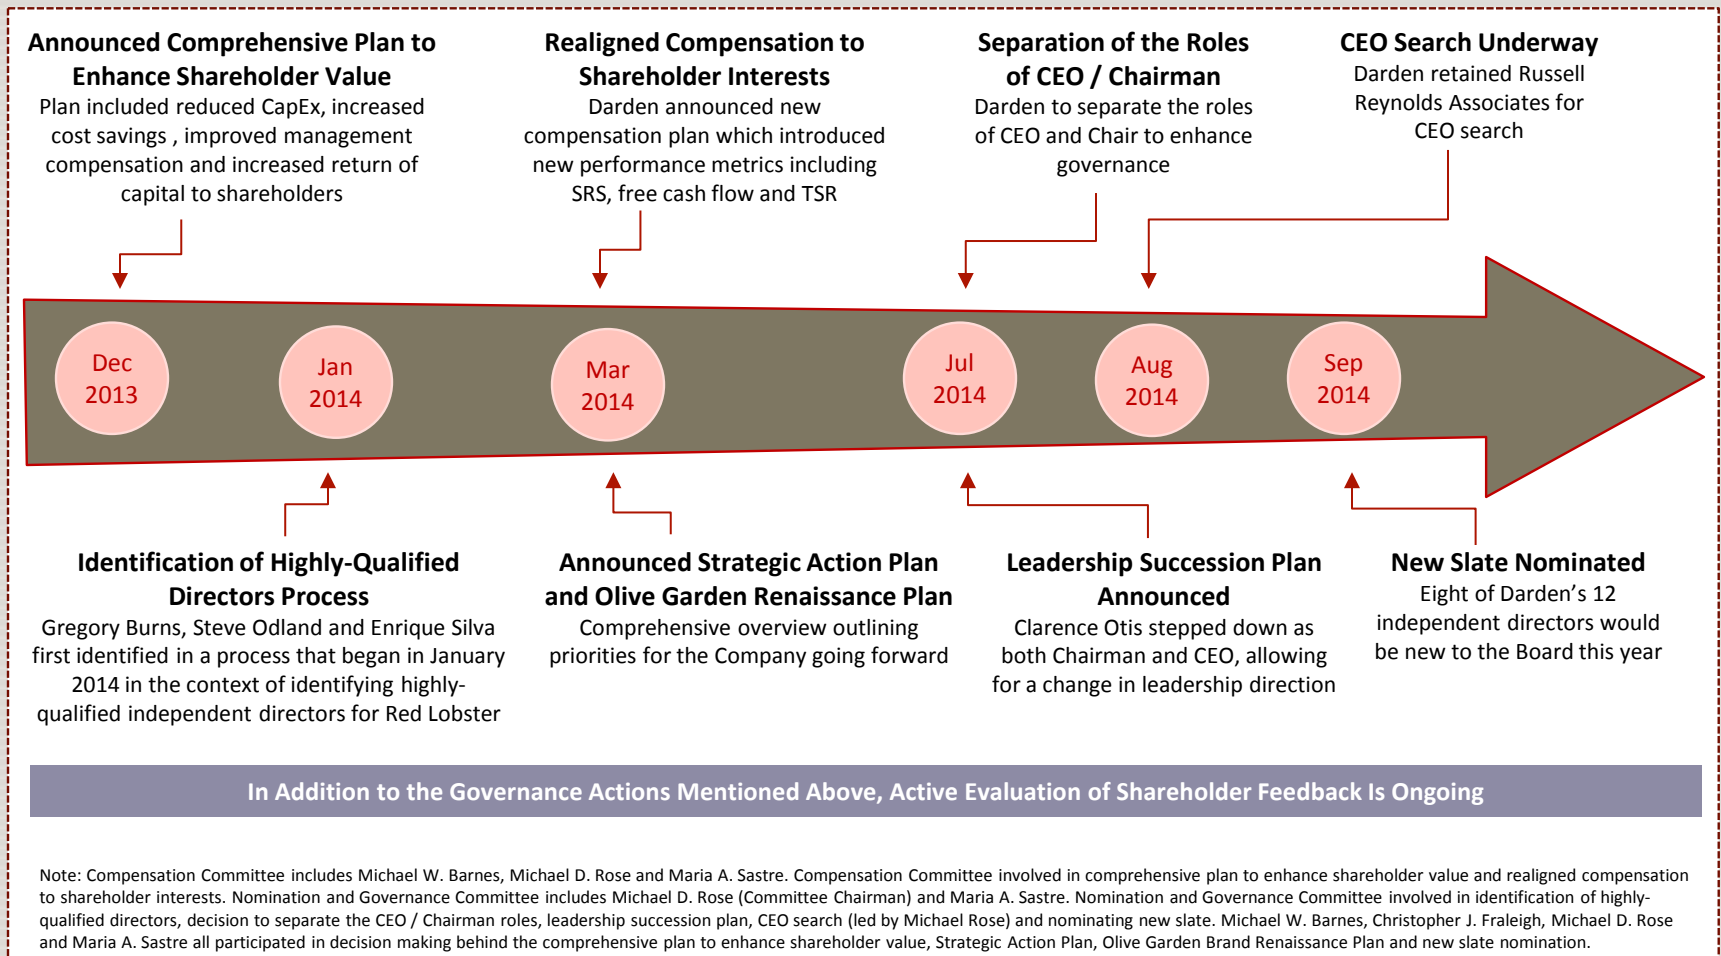 Announced Comprehensive Plan to
Enhance Shareholder Value
Plan included reduced CapEx, increased
cost savings , improved management
compensation and increased return of
capital to shareholders
Realigned Compensation to
Shareholder Interests
Darden announced new
compensation plan which introduced
new performance metrics including
SRS, free cash flow and TSR
Separation of the Roles
of CEO / Chairman
Darden to separate the roles
of CEO and Chair to enhance
governance
CEO Search Underway
Darden retained Russell
Reynolds Associates for
CEO search
Dec
2013
Jan
2014
Mar
2014
Jul
2014
Aug
2014
Sep
2014
Identification of Highly-Qualified
Directors Process
Gregory Burns, Steve Odland and Enrique Silva
first identified in a process that began in January
2014 in the context of identifying highly-
qualified independent directors for Red Lobster
Announced Strategic Action Plan
and Olive Garden Renaissance Plan
Comprehensive overview outlining
priorities for the Company going forward
Leadership Succession Plan
Announced
Clarence Otis stepped down as
both Chairman and CEO, allowing
for a change in leadership direction
New Slate Nominated
Eight of Darden’s 12
independent directors would
be new to the Board this year
In Addition to the Governance Actions Mentioned Above, Active Evaluation of Shareholder Feedback Is Ongoing
Note: Compensation Committee includes Michael W. Barnes, Michael D. Rose and Maria A. Sastre. Compensation Committee involved in comprehensive plan to enhance shareholder value and realigned compensation
to shareholder interests. Nomination and Governance Committee includes Michael D. Rose (Committee Chairman) and Maria A. Sastre. Nomination and Governance Committee involved in identification of highly-
qualified directors, decision to separate the CEO / Chairman roles, leadership succession plan, CEO search (led by Michael Rose) and nominating new slate. Michael W. Barnes, Christopher J. Fraleigh, Michael D. Rose
and Maria A. Sastre all participated in decision making behind the comprehensive plan to enhance shareholder value, Strategic Action Plan, Olive Garden Brand Renaissance Plan and new slate nomination.